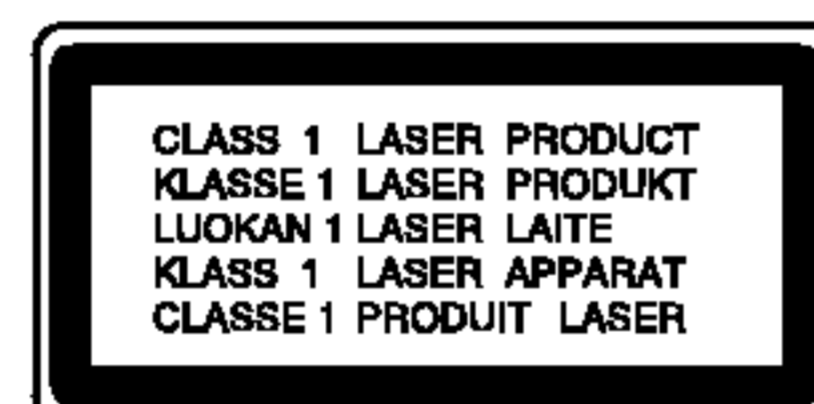 CLASS 1 LASER PRODUCT
KLASSE 1 LASER PRODUKT
LUOKAN 1 LASER LAITE
KLASS 1 LASER APPARAT
CLASSE 1 PRODUIT LASER